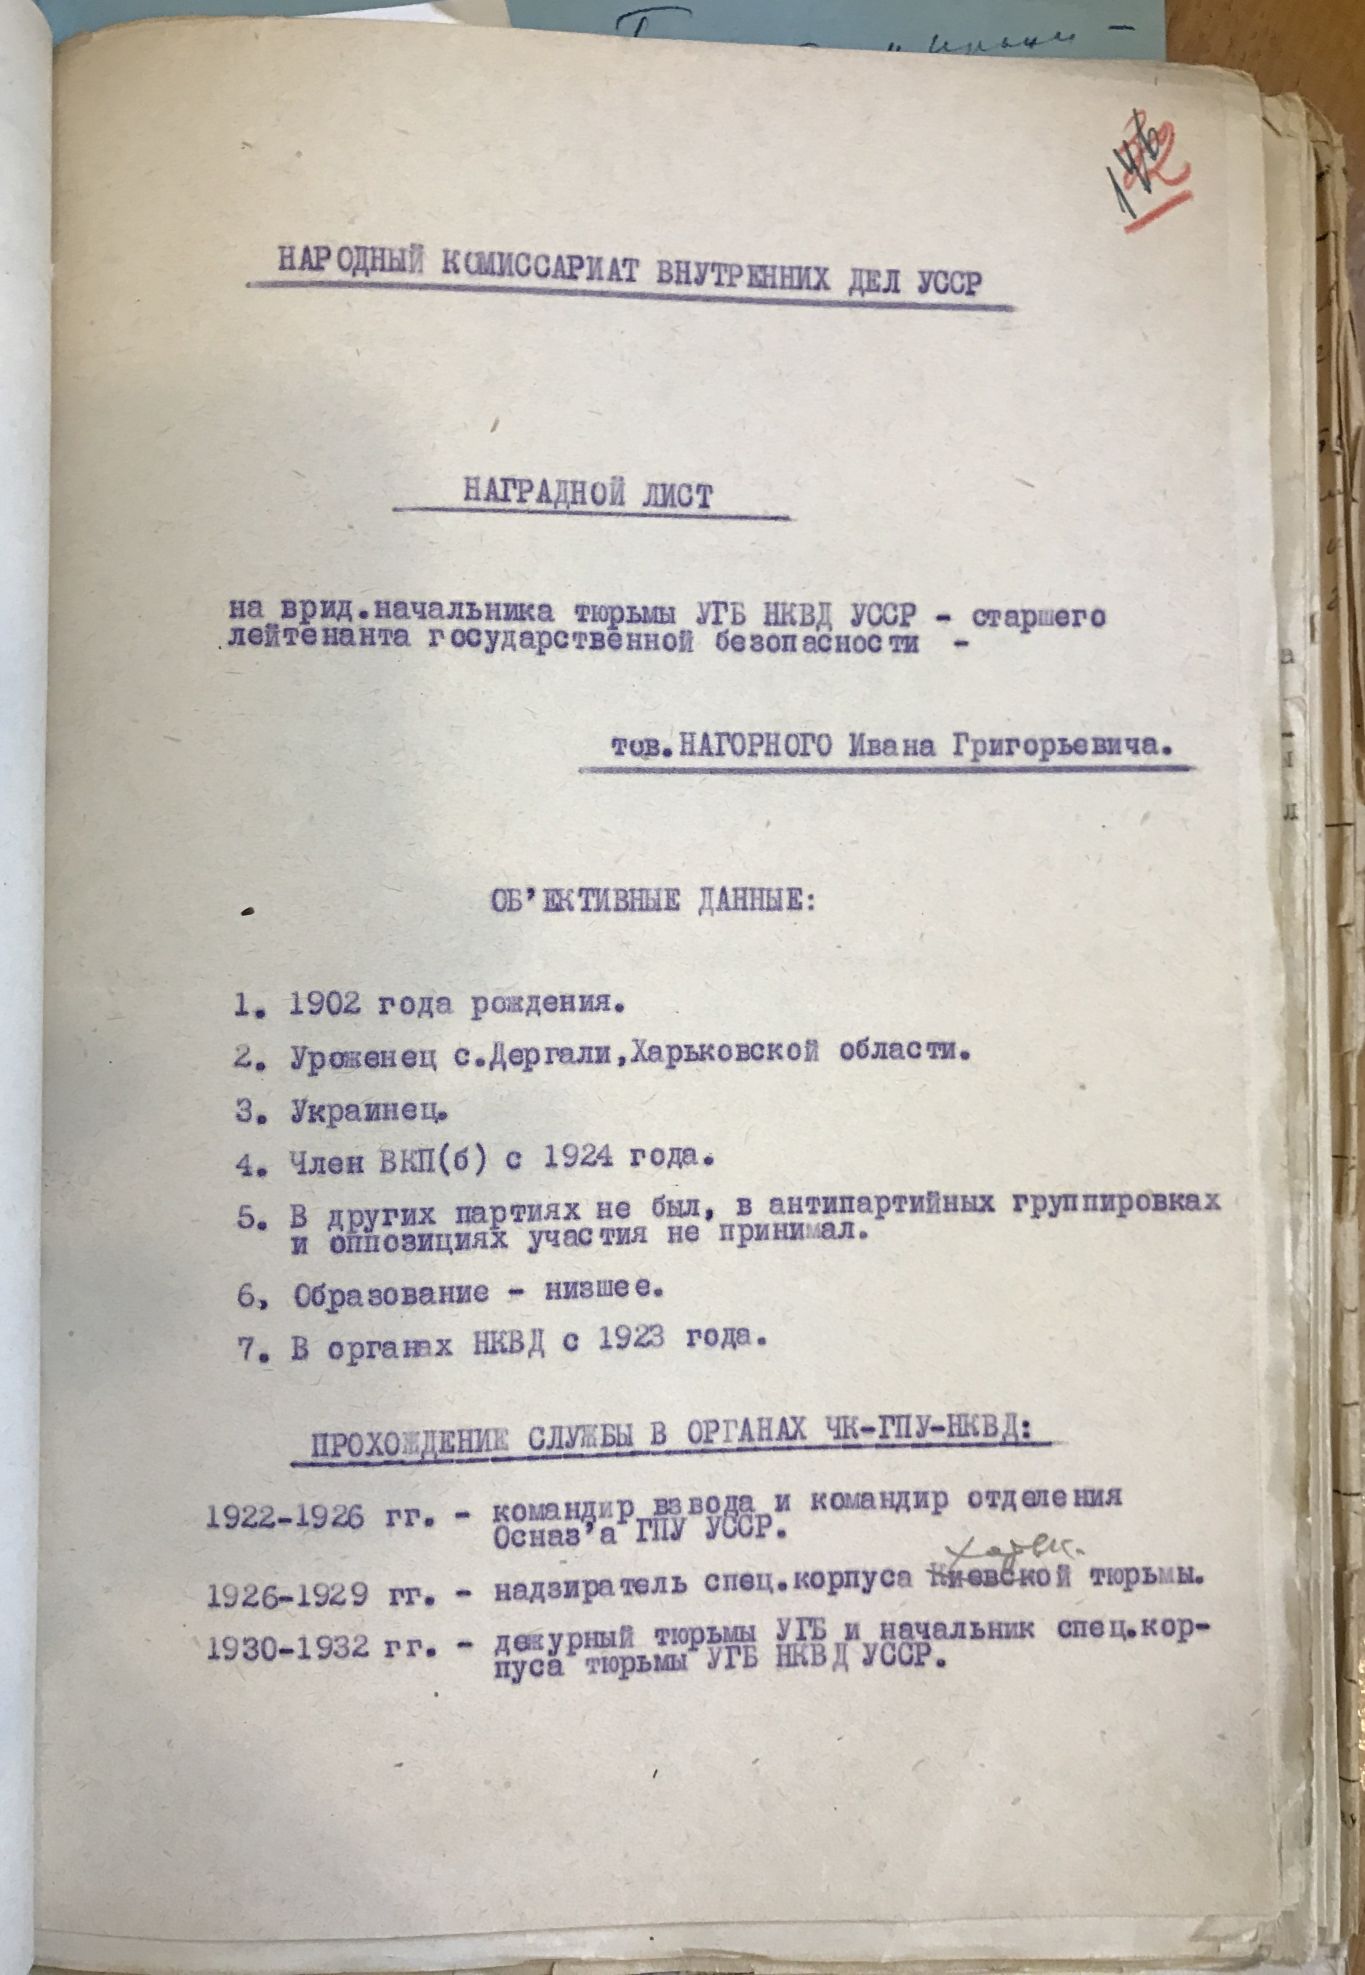 146
НАРОДНЫЙ КОМИССАРИАТ ВНУТРЕННИХ ДЕЛ УССР
НАГРАДНОЙ ЛИСТ
на врид.начальника тюрьмы УГБ НКВД УССР - старшего
лейтенанта государственной безопасности -
тов.НАГОРНОГО Ивана Григорьевича.
ОБ'ЕКТИВНЫЕ ДАННЫЕ:
1. 1902 года рождения.
2. Уроженец с.Дергали,Харьковской области.
3. Украинец.
4. Член ВКП(б) с 1924 года.
5. В других партиях не был, в антипартийных группировках
и оппозициях участия не принимал.
6, Образование - низшее.
7. В органах НКВД с 1923 года.
ПРОХОЖДЕНИЕ СЛУЖБЫ В ОРГАНАХ ЧК-ГПУ-НКВД:
1922-1926 гг. - командир взвода и командир отделения
Осназ'а ГПУ УССР.
Харьк.
1926-1929 гг. - надзиратель спец.корпуса Киевской тюрьмы.
1930-1932 гг. - дежурный тюрьмы УГБ и начальник спец.кор-
пуса тюрьмы УГБ НКВД УССР.